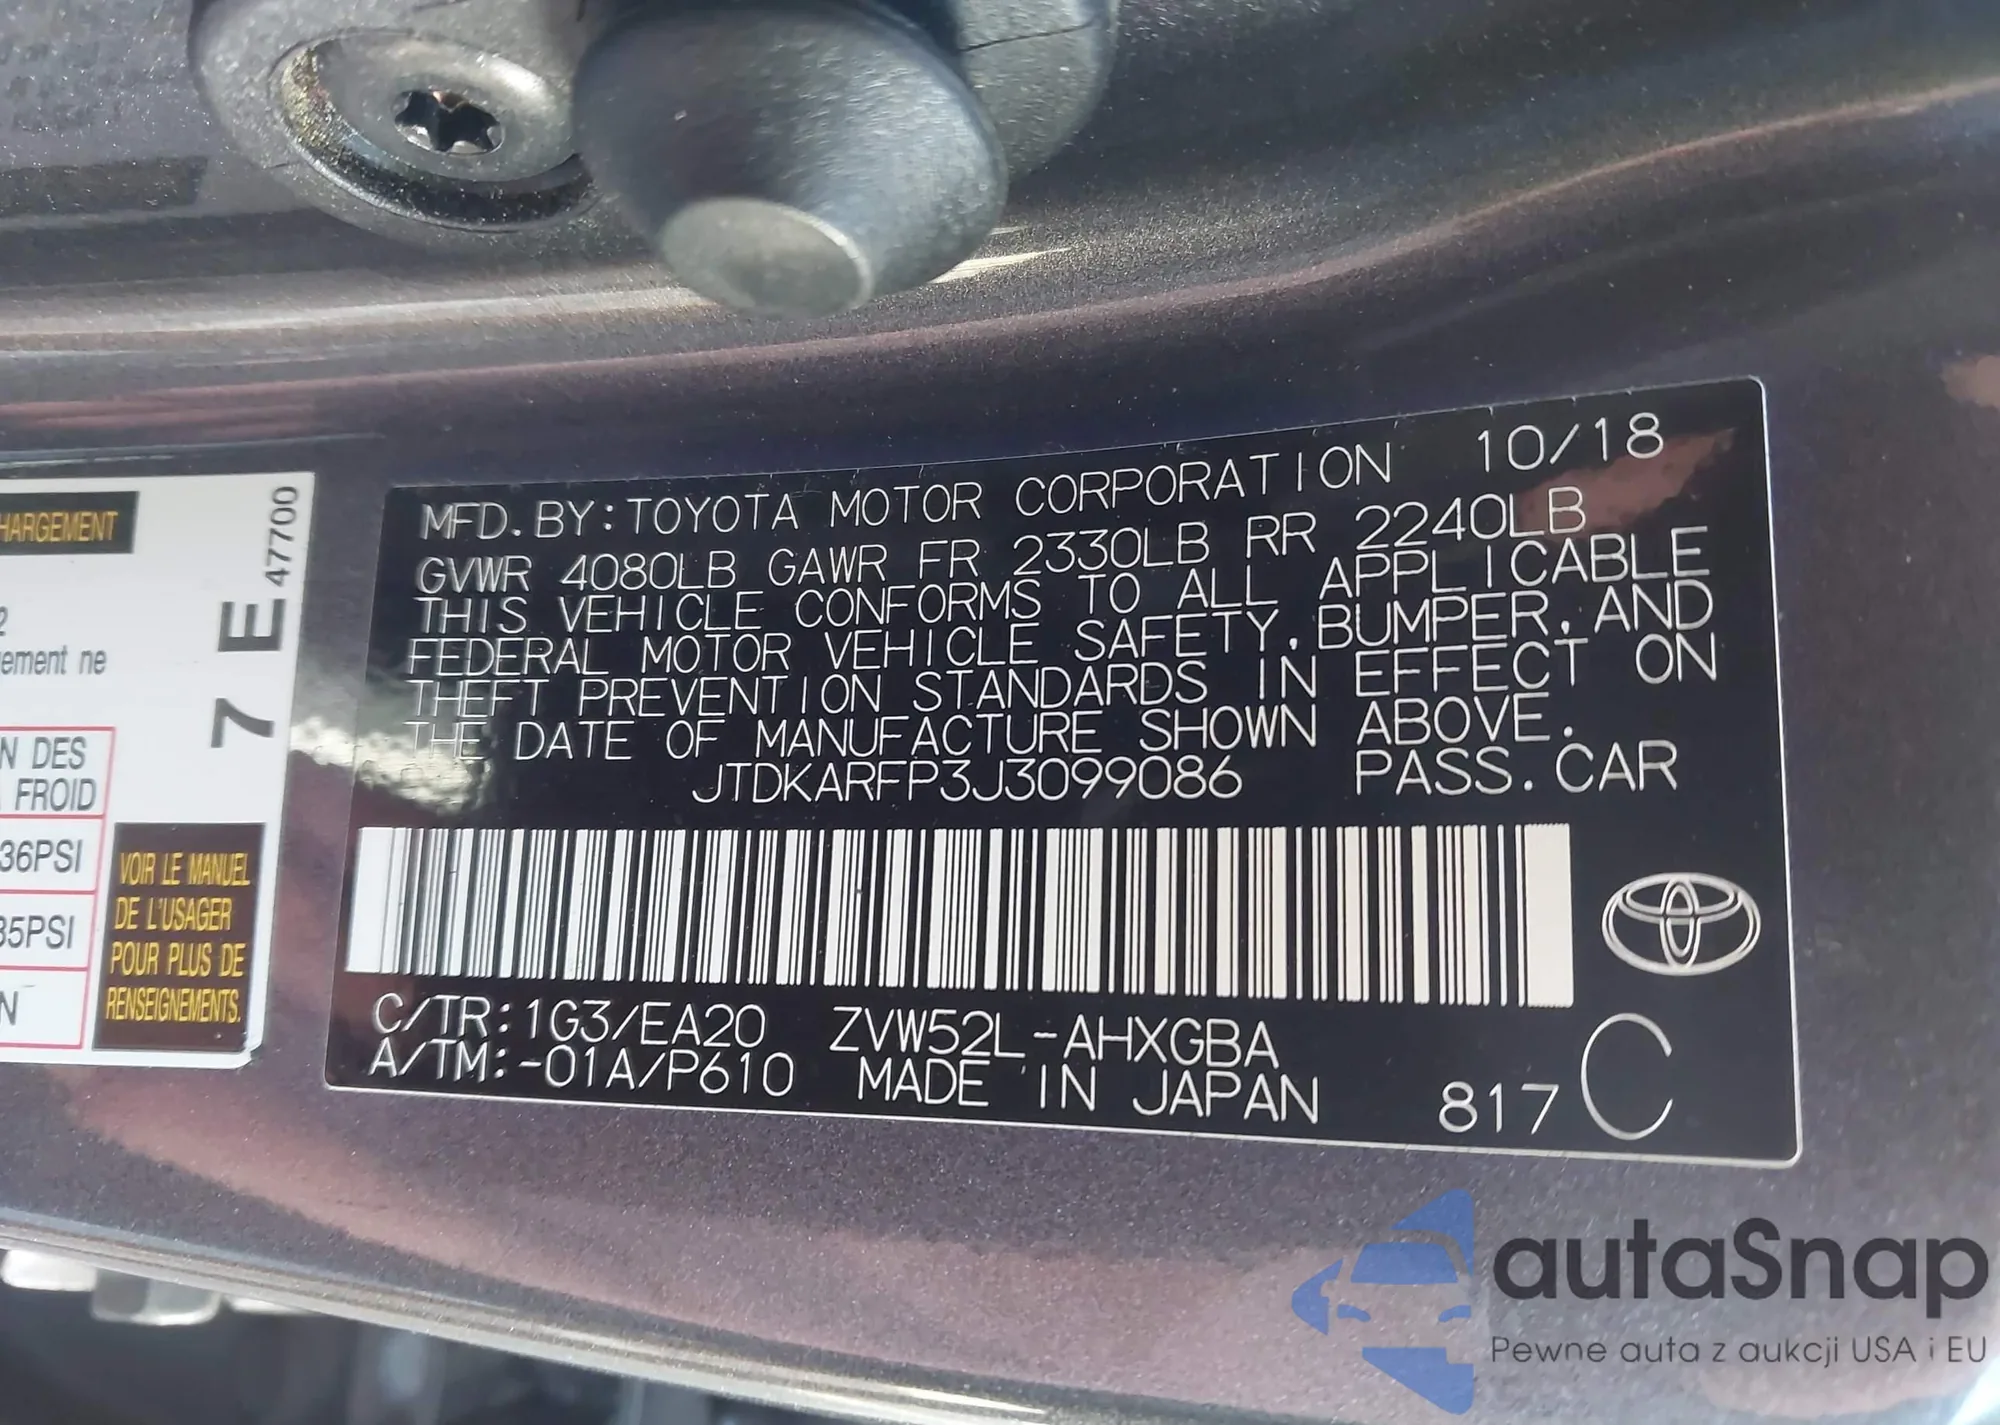 HARGEMENT
47700
7 E
2
gement ne
N DES
FROID
36PSI
35PSI
N
VOIR LE MANUEL
DE L'USAGER
POUR PLUS DE
RENSEIGNEMENTS.
MFD. BY: TOYOTA MOTOR CORPORATION 10/18
GVWR 4080LB GAWR FR 2330LB RR 2240LB
THIS VEHICLE CONFORMS TO ALL APPLICABLE
FEDERAL MOTOR VEHICLE SAFETY, BUMPER, AND
THEFT PREVENTION STANDARDS IN EFFECT ON
THE DATE OF MANUFACTURE SHOWN ABOVE.
JTDKARFP3J3099086 PASS. CAR
C/TR: 1G3/EA20 ZVW52L-AHXGBA
A/TM: -01A/P610 MADE IN JAPAN 817 C
autaSnap
Pewne auta z aukcji USA i EU